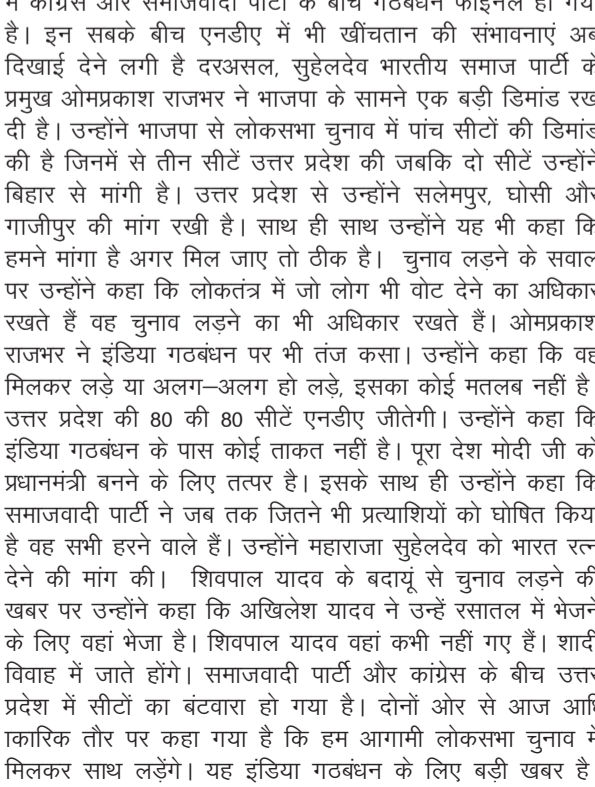 में कांग्रेस और समाजवादी पार्टी के बीच गठबंधन फाइनल हो गय
है। इन सबके बीच एनडीए में भी खींचतान की संभावनाएं अब
दिखाई देने लगी है दरअसल, सुहेलदेव भारतीय समाज पार्टी के
प्रमुख ओमप्रकाश राजभर ने भाजपा के सामने एक बड़ी डिमांड रख
दी है। उन्होंने भाजपा से लोकसभा चुनाव में पांच सीटों की डिमांड
की है जिनमें से तीन सीटें उत्तर प्रदेश की जबकि दो सीटें उन्होंने
बिहार से मांगी है। उत्तर प्रदेश से उन्होंने सलेमपुर, घोसी और
गाजीपुर की मांग रखी है। साथ ही साथ उन्होंने यह भी कहा कि
हमने मांगा है अगर मिल जाए तो ठीक है। चुनाव लड़ने के सवाल
पर उन्होंने कहा कि लोकतंत्र में जो लोग भी वोट देने का अधिकार
रखते हैं वह चुनाव लड़ने का भी अधिकार रखते हैं। ओमप्रकाश
राजभर ने इंडिया गठबंधन पर भी तंज कसा। उन्होंने कहा कि वह
मिलकर लड़े या अलग–अलग हो लड़े, इसका कोई मतलब नहीं है
उत्तर प्रदेश की 80 की 80 सीटें एनडीए जीतेगी। उन्होंने कहा कि
इंडिया गठबंधन के पास कोई ताकत नहीं है। पूरा देश मोदी जी को
प्रधानमंत्री बनने के लिए तत्पर है। इसके साथ ही उन्होंने कहा कि
समाजवादी पार्टी ने जब तक जितने भी प्रत्याशियों को घोषित किय
है वह सभी हरने वाले हैं। उन्होंने महाराजा सुहेलदेव को भारत रत्न
देने की मांग की। शिवपाल यादव के बदायूं से चुनाव लड़ने की
खबर पर उन्होंने कहा कि अखिलेश यादव ने उन्हें रसातल में भेजने
के लिए वहां भेजा है। शिवपाल यादव वहां कभी नहीं गए हैं। शादी
विवाह में जाते होंगे। समाजवादी पार्टी और कांग्रेस के बीच उत्तर
प्रदेश में सीटों का बंटवारा हो गया है। दोनों ओर से आज आधि
ाकारिक तौर पर कहा गया है कि हम आगामी लोकसभा चुनाव में
मिलकर साथ लड़ेंगे। यह इंडिया गठबंधन के लिए बड़ी खबर है